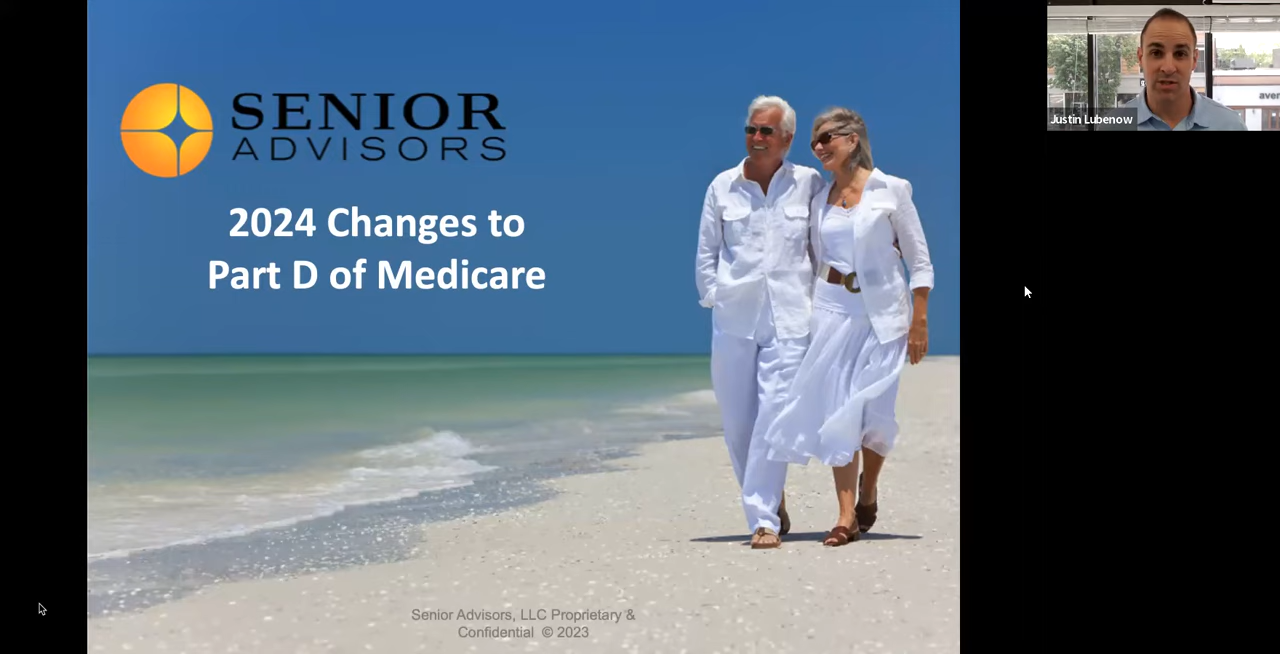 SENIOR
ADVISORS
2024 Changes to
Part D of Medicare
Senior Advisors, LLC Proprietary &
Confidential © 2023
Justin Lubenow